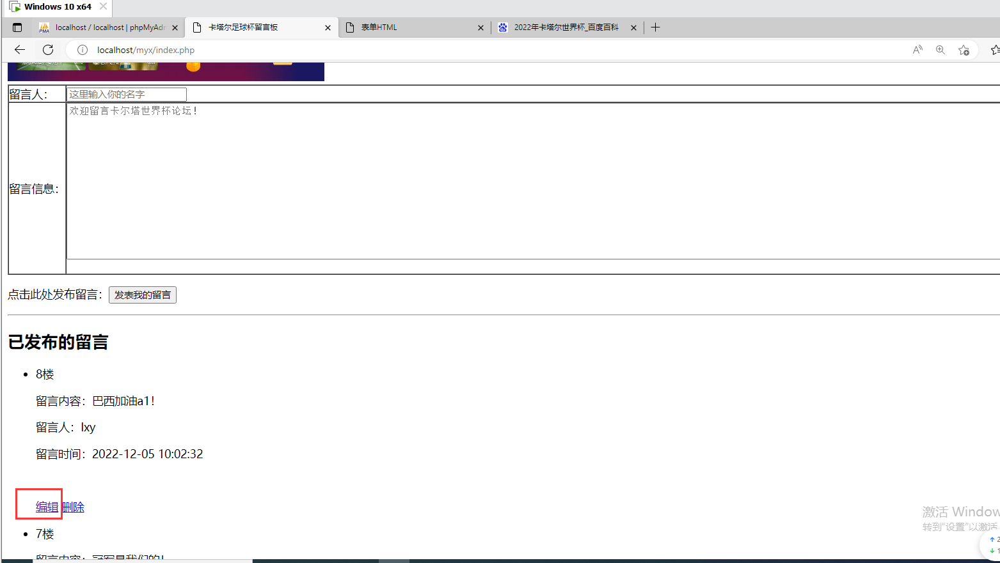 Windows 10 x64
localhost / localhost | phpMyAdr
卡塔尔足球杯留言板
表单HTML
2022年卡塔尔世界杯_百度百科
localhost/myx/index.php
留言人：
这里输入你的名字
欢迎留言卡尔塔世界杯论坛！
留言信息：
点击此处发布留言：
发表我的留言
已发布的留言
8楼
留言内容：巴西加油a1！
留言人：lxy
留言时间：2022-12-05 10:02:32
编辑 删除
7楼
留言内容：冠军是我们的！
激活 Window
转到"设置"以激活